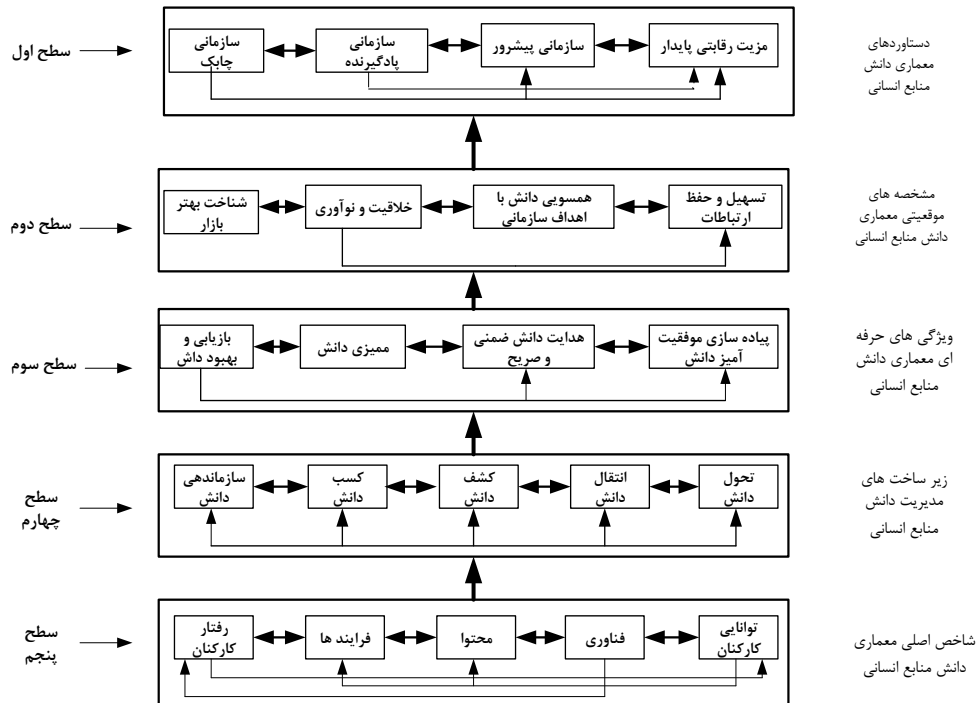 سطح اول
سازمانی
چابک
سازمانی
پادگیرنده
سازمانی پیشرور
مزیت رقابتی پایدار
دستاوردهای
معماری دانش
منابع انسانی
سطح دوم
شناخت بهتر
بازار
خلاقیت و نوآوری
همسویی دانش با
اهداف سازمانی
تسهیل و حفظ
ارتباطات
مشخصه های
موقعیتی معماری
دانش منابع انسانی
سطح سوم
بازیابی و
بهبود داش
ممیزی دانش
هدایت دانش ضمنی
و صریح
پیاده سازی موفقیت
آمیز دانش
ویژگی های حرفه
ای معماری دانش
منابع انسانی
سطح
چهارم
سازماندهی
دانش
کسب
دانش
کشف
دانش
انتقال
دانش
تحول
دانش
زیر ساخت های
مدیریت دانش
منابع انسانی
سطح
پنجم
رفتار
کارکنان
فرایند ها
محتوا
فناوری
توانایی
کارکنان
شاخص اصلی معماری
دانش منابع انسانی